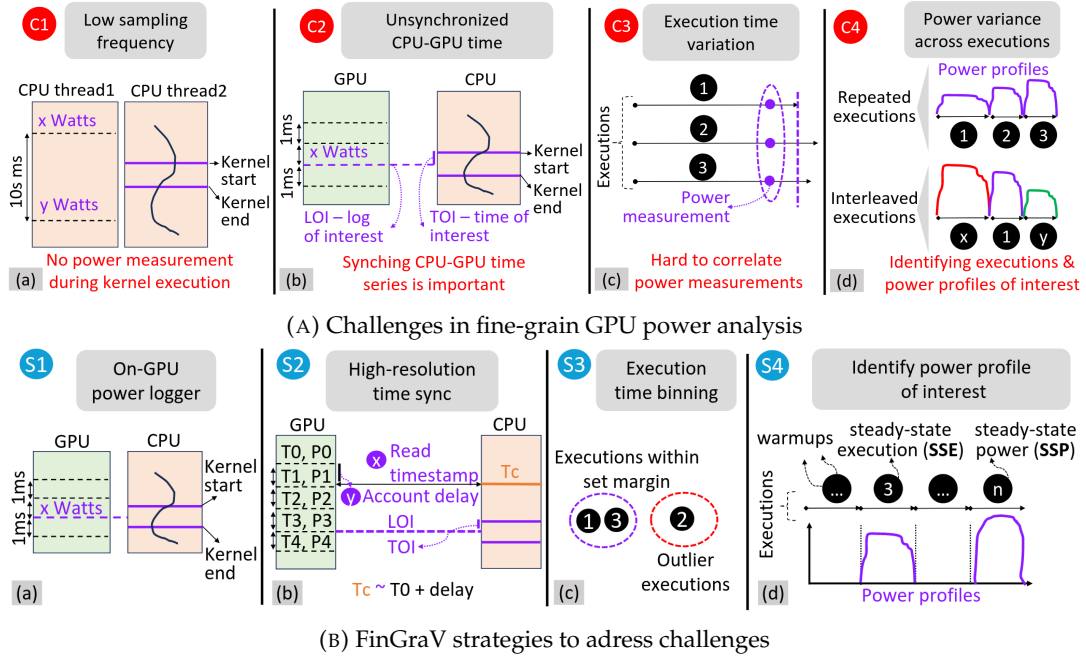 C1
Low sampling
frequency
CPU thread1
CPU thread2
x Watts
10s ms
y Watts
Kernel
start
Kernel
end
(a)
No power measurement
during kernel execution
C2
Unsynchronized
CPU-GPU time
GPU
CPU
1ms
x Watts
1ms
Kernel
start
Kernel
end
LOI – log
of interest
TOI – time of
interest
(b)
Synching CPU-GPU time
series is important
C3
Execution time
variation
Executions
1
2
3
Power
measurement
(c)
Hard to correlate
power measurements
C4
Power variance
across executions
Power profiles
Repeated
executions
1
2
3
Interleaved
executions
x
1
y
(d)
Identifying executions &
power profiles of interest
(A) Challenges in fine-grain GPU power analysis
S1
On-GPU
power logger
GPU
CPU
1ms
x Watts
1ms
Kernel
start
Kernel
end
(a)
S2
High-resolution
time sync
GPU
CPU
T0, P0
T1, P1
T2, P2
T3, P3
T4, P4
x Read
timestamp
y Account delay
Tc
LOI
TOI
(b)
Tc ~ T0 + delay
S3
Execution
time binning
Executions within
set margin
1 3
2
Outlier
executions
(c)
S4
Identify power profile
of interest
warmups
steady-state
execution (SSE)
steady-state
power (SSP)
Executions
...
3
...
n
(d)
Power profiles
(B) FinGraV strategies to adress challenges